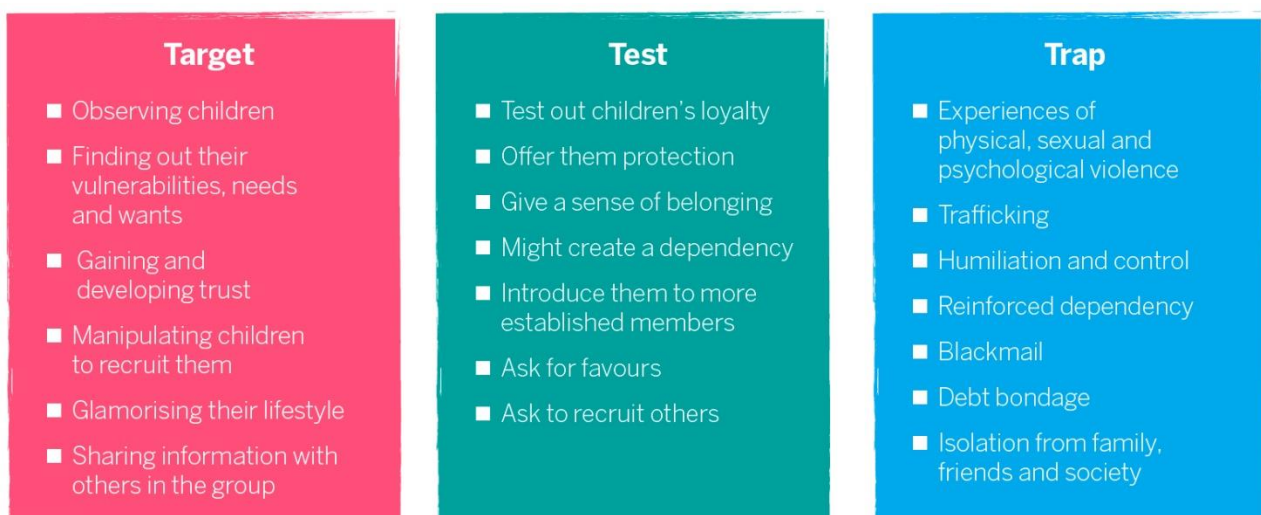 Target
■ Observing children
■ Finding out their
vulnerabilities, needs
and wants
■ Gaining and
developing trust
■ Manipulating children
to recruit them
■ Glamorising their lifestyle
■ Sharing information with
others in the group
Test
■ Test out children's loyalty
■ Offer them protection
■ Give a sense of belonging
■ Might create a dependency
■ Introduce them to more
established members
■ Ask for favours
■ Ask to recruit others
Trap
■ Experiences of
physical, sexual and
psychological violence
■ Trafficking
■ Humiliation and control
■ Reinforced dependency
■ Blackmail
■ Debt bondage
■ Isolation from family,
friends and society